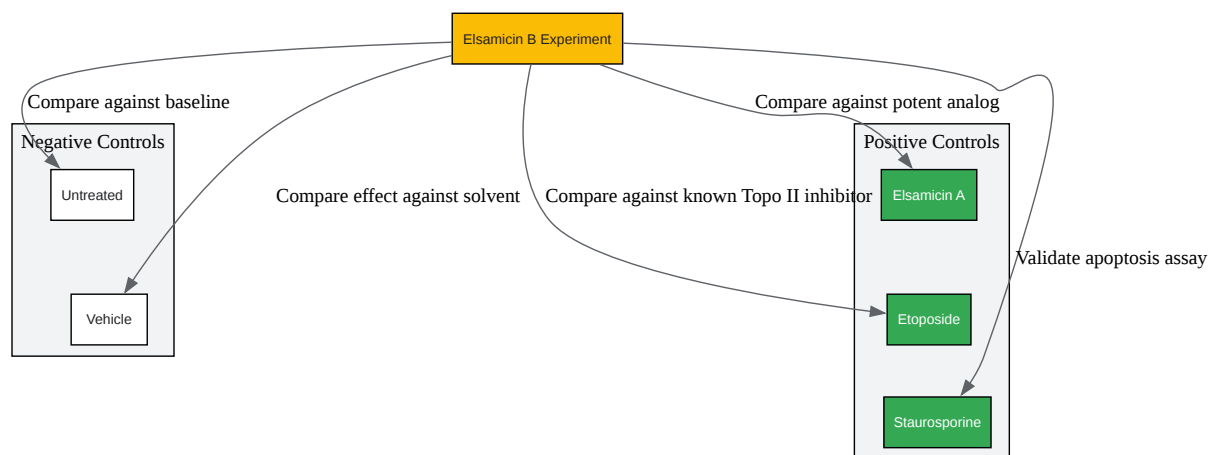 Elsamicin B Experiment
Compare against baseline
Compare against potent analog
Negative Controls
Positive Controls
Untreated
Compare effect against solvent
Compare against known Topo II inhibitor
Elsamicin A
Validate apoptosis assay
Vehicle
Etoposide
Staurosporine